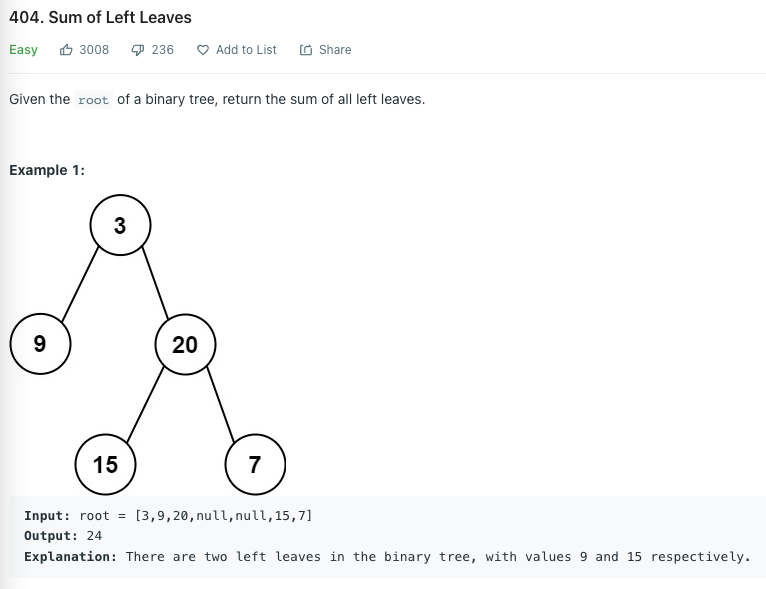 404. Sum of Left Leaves
Easy 3008 236 Add to List Share
Given the root of a binary tree, return the sum of all left leaves.
Example 1:
3
9 20
15 7
Input: root = [3,9,20,null,null,15,7]
Output: 24
Explanation: There are two left leaves in the binary tree, with values 9 and 15 respectively.